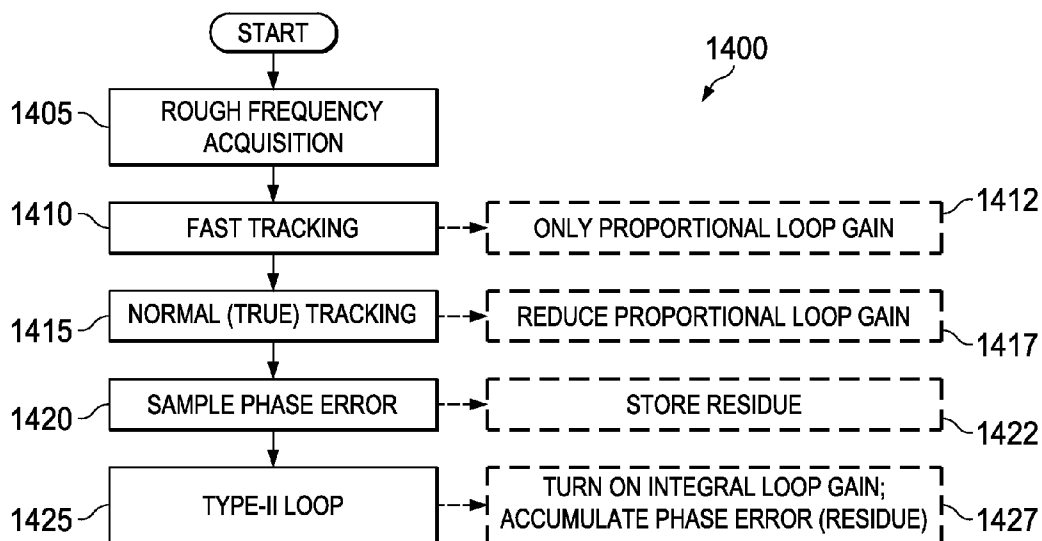 START
1400
1405
ROUGH FREQUENCY
ACQUISITION
1410
FAST TRACKING
ONLY PROPORTIONAL LOOP GAIN
1412
1415
NORMAL (TRUE) TRACKING
REDUCE PROPORTIONAL LOOP GAIN
1417
1420
SAMPLE PHASE ERROR
STORE RESIDUE
1422
1425
TYPE-II LOOP
TURN ON INTEGRAL LOOP GAIN;
ACCUMULATE PHASE ERROR (RESIDUE)
1427